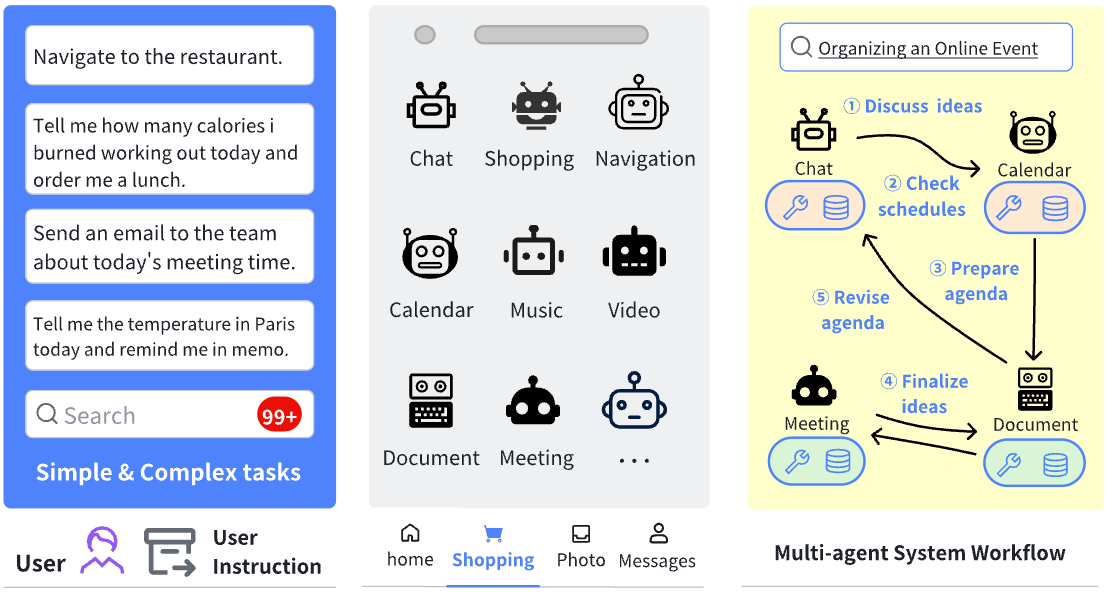 Navigate to the restaurant.
Tell me how many calories i
burned working out today and
order me a lunch.
Send an email to the team
about today's meeting time.
Tell me the temperature in Paris
today and remind me in memo.
Search
99+
Simple & Complex tasks
User
User
Instruction
Chat
Shopping
Navigation
Calendar
Music
Video
Document
Meeting
...
home
Shopping
Photo
Messages
Organizing an Online Event
① Discuss ideas
Chat
Calendar
② Check
schedules
③ Prepare
agenda
⑤ Revise
agenda
④ Finalize
ideas
Meeting
Document
Multi-agent System Workflow